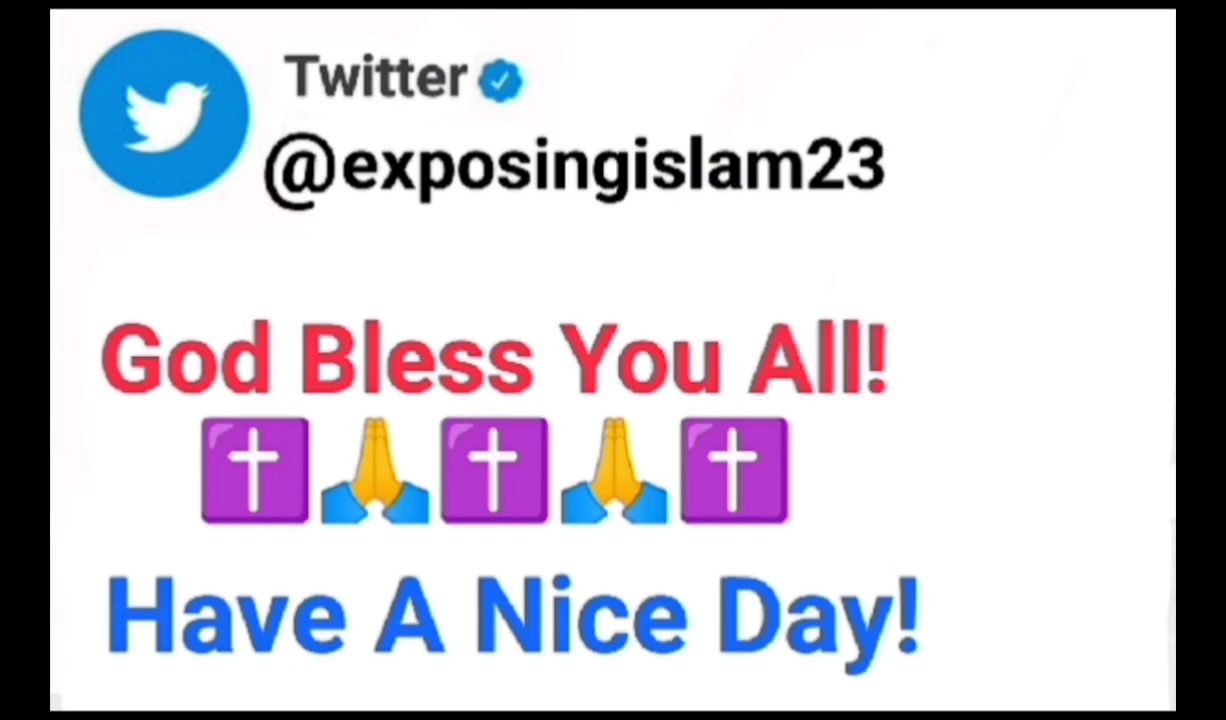 Twitter
@exposingislam23
God Bless You All!
✝️🙏✝️🙏✝️
Have A Nice Day!